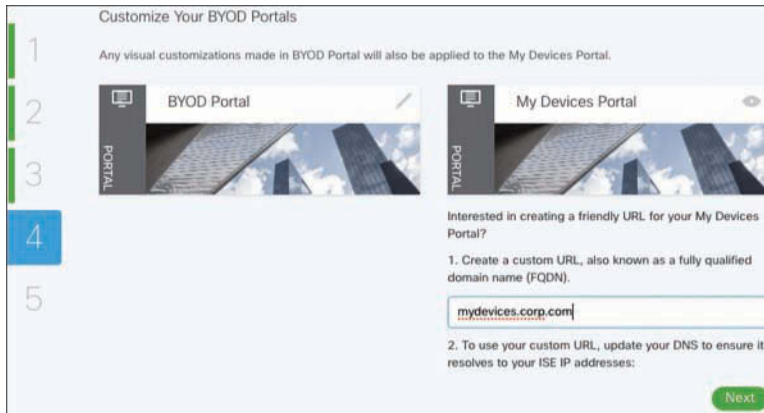 Customize Your BYOD Portals
1
Any visual customizations made in BYOD Portal will also be applied to the My Devices Portal.
2
BYOD Portal
PORTAL
My Devices Portal
PORTAL
3
4
5
Interested in creating a friendly URL for your My Devices
Portal?
1. Create a custom URL, also known as a fully qualified
domain name (FQDN).
mydevices.corp.com
2. To use your custom URL, update your DNS to ensure it
resolves to your ISE IP addresses:
Next